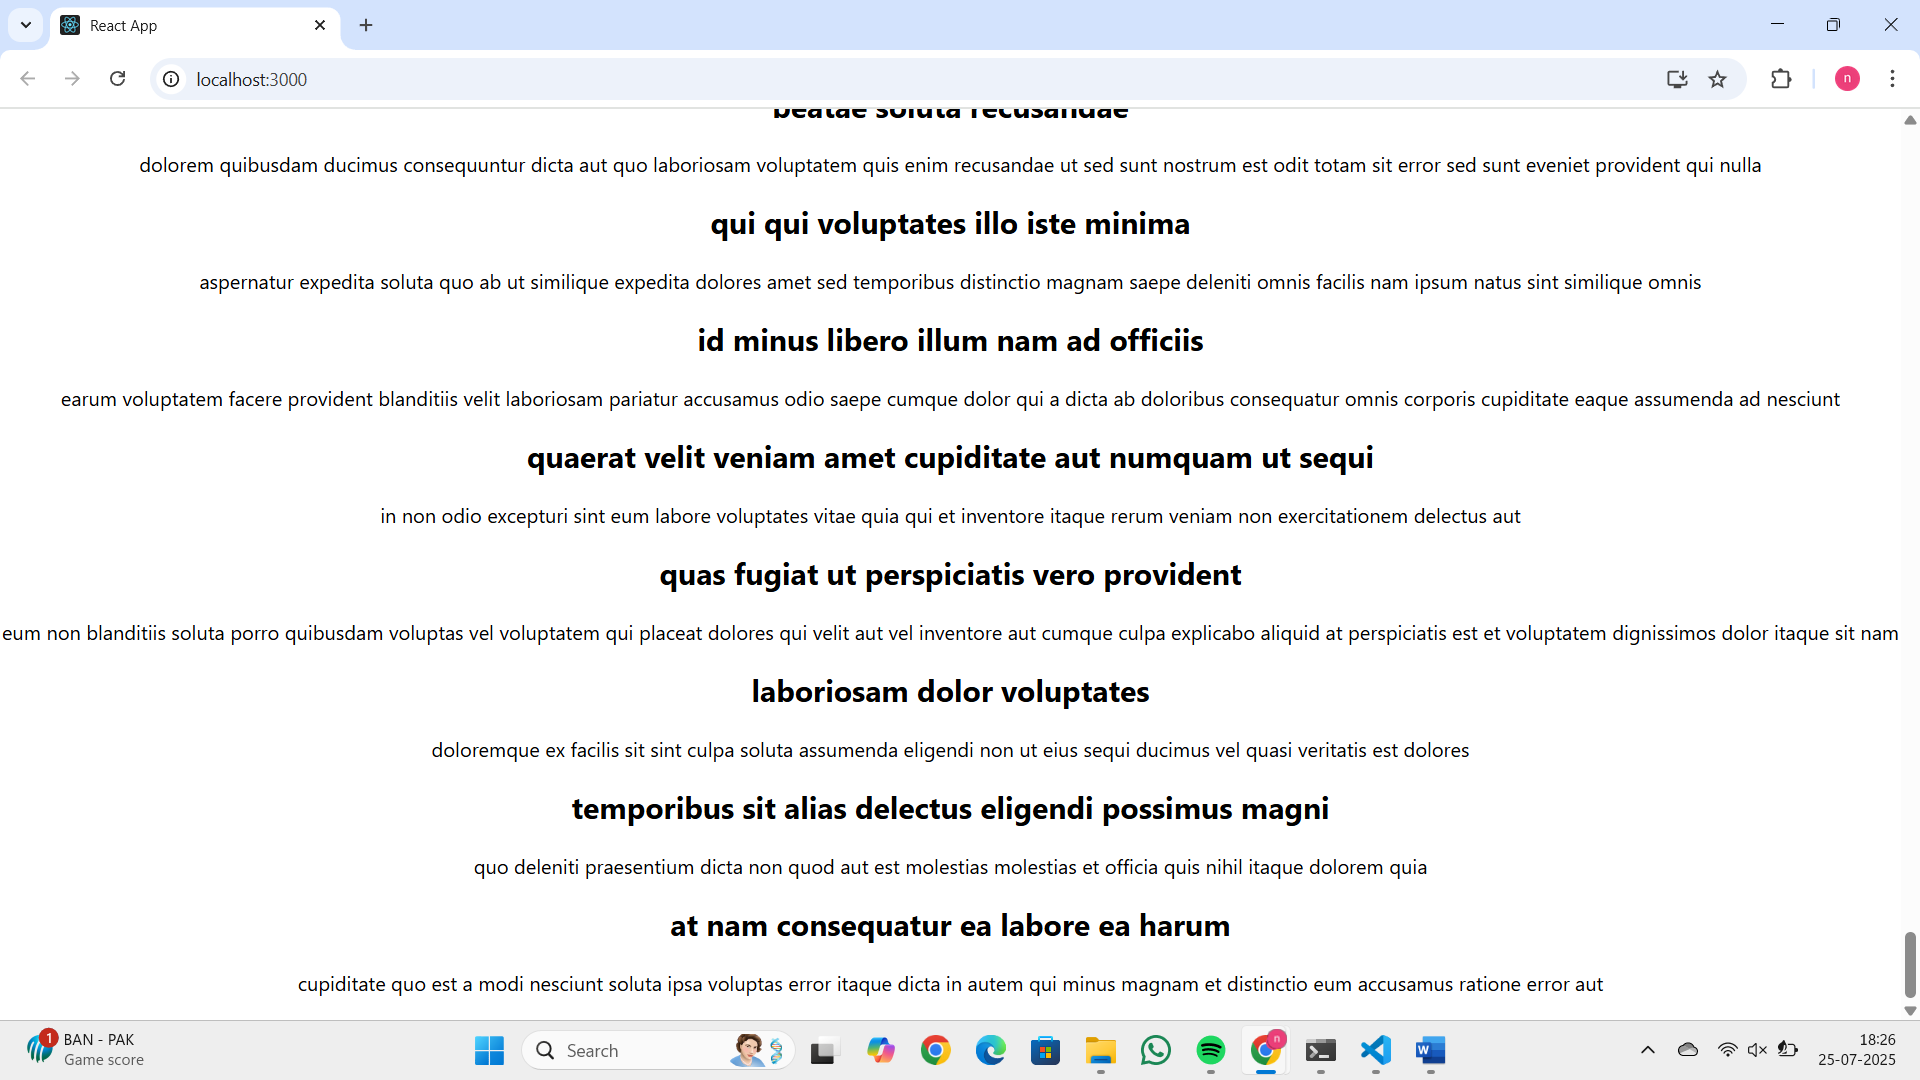 React App
localhost:3000
n
beatae soluta recusandae
dolorem quibusdam ducimus consequuntur dicta aut quo laboriosam voluptatem quis enim recusandae ut sed sunt nostrum est odit totam sit error sed sunt eveniet provident qui nulla
qui qui voluptates illo iste minima
aspernatur expedita soluta quo ab ut similique expedita dolores amet sed temporibus distinctio magnam saepe deleniti omnis facilis nam ipsum natus sint similique omnis
id minus libero illum nam ad officiis
earum voluptatem facere provident blanditiis velit laboriosam pariatur accusamus odio saepe cumque dolor qui a dicta ab doloribus consequatur omnis corporis cupiditate eaque assumenda ad nesciunt
quaerat velit veniam amet cupiditate aut numquam ut sequi
in non odio excepturi sint eum labore voluptates vitae quia qui et inventore itaque rerum veniam non exercitationem delectus aut
quas fugiat ut perspiciatis vero provident
eum non blanditiis soluta porro quibusdam voluptas vel voluptatem qui placeat dolores qui velit aut vel inventore aut cumque culpa explicabo aliquid at perspiciatis est et voluptatem dignissimos dolor itaque sit nam
laboriosam dolor voluptates
doloremque ex facilis sit sint culpa soluta assumenda eligendi non ut eius sequi ducimus vel quasi veritatis est dolores
temporibus sit alias delectus eligendi possimus magni
quo deleniti praesentium dicta non quod aut est molestias molestias et officia quis nihil itaque dolorem quia
at nam consequatur ea labore ea harum
cupiditate quo est a modi nesciunt soluta ipsa voluptas error itaque dicta in autem qui minus magnam et distinctio eum accusamus ratione error aut
1
BAN - PAK
Game score
Search
n
W
18:26
25-07-2025